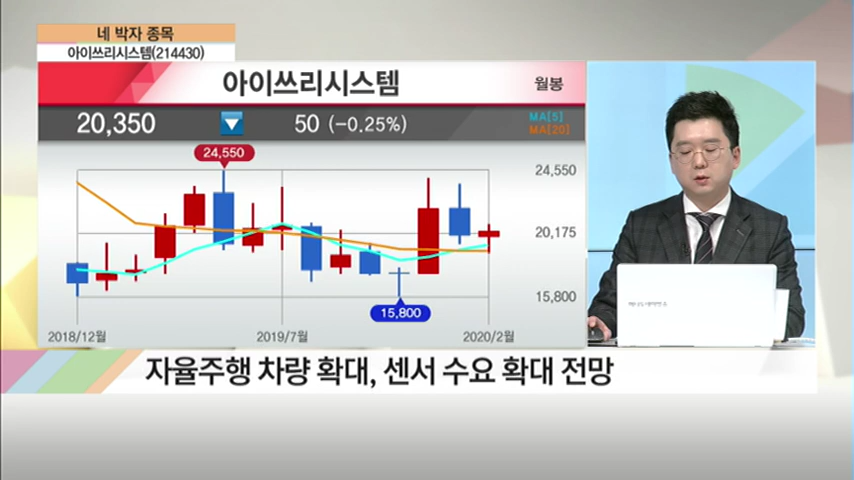 네 박자 종목
아이쓰리시스템(214430)
아이쓰리시스템 월봉
20,350 ▼ 50 (-0.25%) MA[5]
MA[20]
24,550
24,550
20,175
15,800
15,800
2018/12월 2019/7월 2020/2월
자율주행 차량 확대, 센서 수요 확대 전망